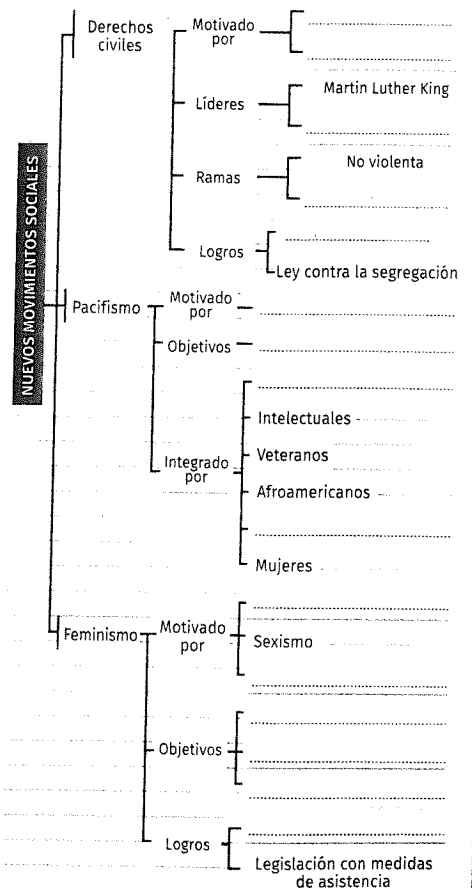 NUEVOS MOVIMIENTOS SOCIALES
Derechos
civiles
Motivado
por
Líderes
Martin Luther King
Ramas
No violenta
Logros
Ley contra la segregación
Pacifismo
Motivado
por
Objetivos
Integrado
por
Intelectuales
Veteranos
Afroamericanos
Mujeres
Feminismo
Motivado
por
Sexismo
Objetivos
Logros
Legislación con medidas
de asistencia